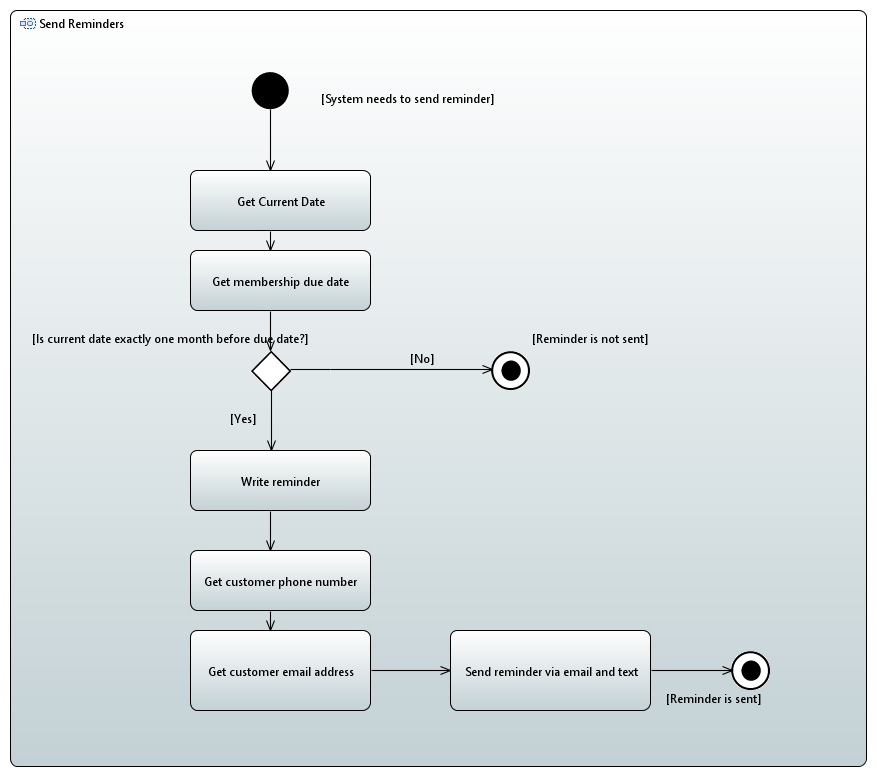 Send Reminders
[System needs to send reminder]
Get Current Date
Get membership due date
[Is current date exactly one month before due date?]
[Reminder is not sent]
[No]
[Yes]
Write reminder
Get customer phone number
Get customer email address
Send reminder via email and text
[Reminder is sent]